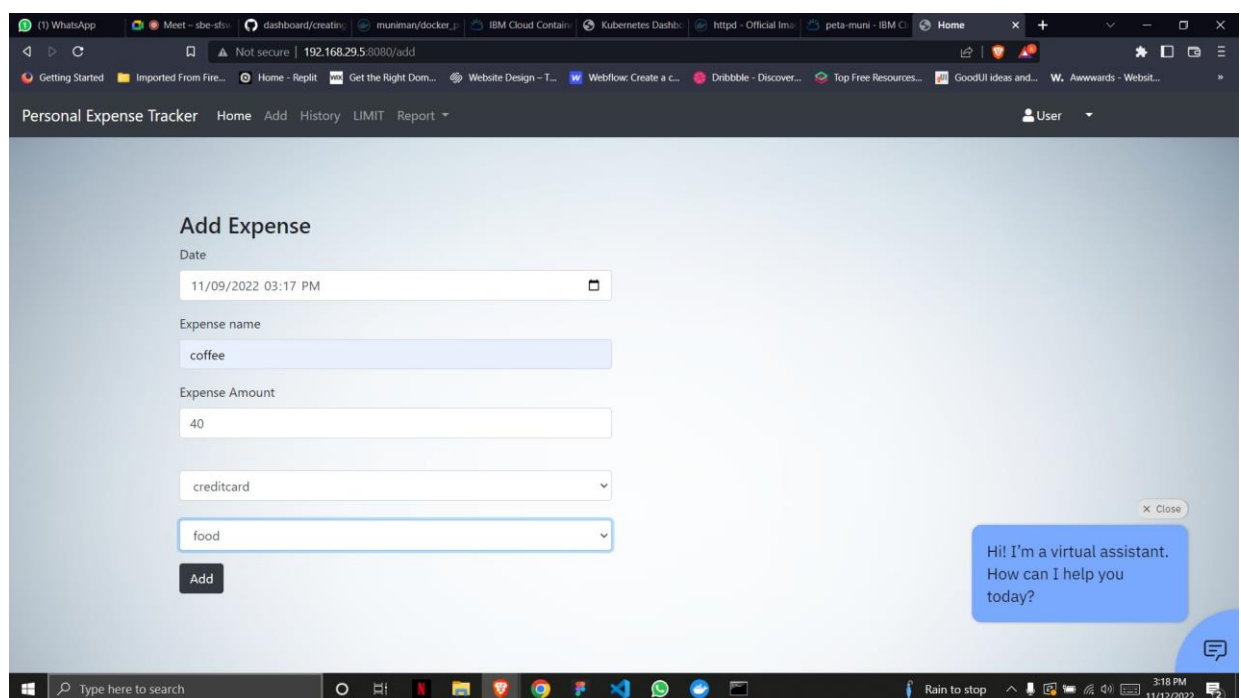 (1) WhatsApp
Meet – sbe-sfs
dashboard/creating
muniman/docker_p
IBM Cloud Contain
Kubernetes Dashbo
httpd - Official Ima
peta-muni - IBM Cl
Home
Not secure | 192.168.29.5:8080/add
Getting Started
Imported From Fire...
Home - Replit
Get the Right Dom...
Website Design – T...
Webflow: Create a c...
Dribbble - Discover...
Top Free Resources...
GoodUI ideas and...
W. Awwwards - Websit...
Personal Expense Tracker Home Add History LIMIT Report
User
Add Expense
Date
11/09/2022 03:17 PM
Expense name
coffee
Expense Amount
40
creditcard
food
Add
× Close
Hi! I'm a virtual assistant.
How can I help you
today?
Type here to search
Rain to stop
3:18 PM
11/12/2022
2